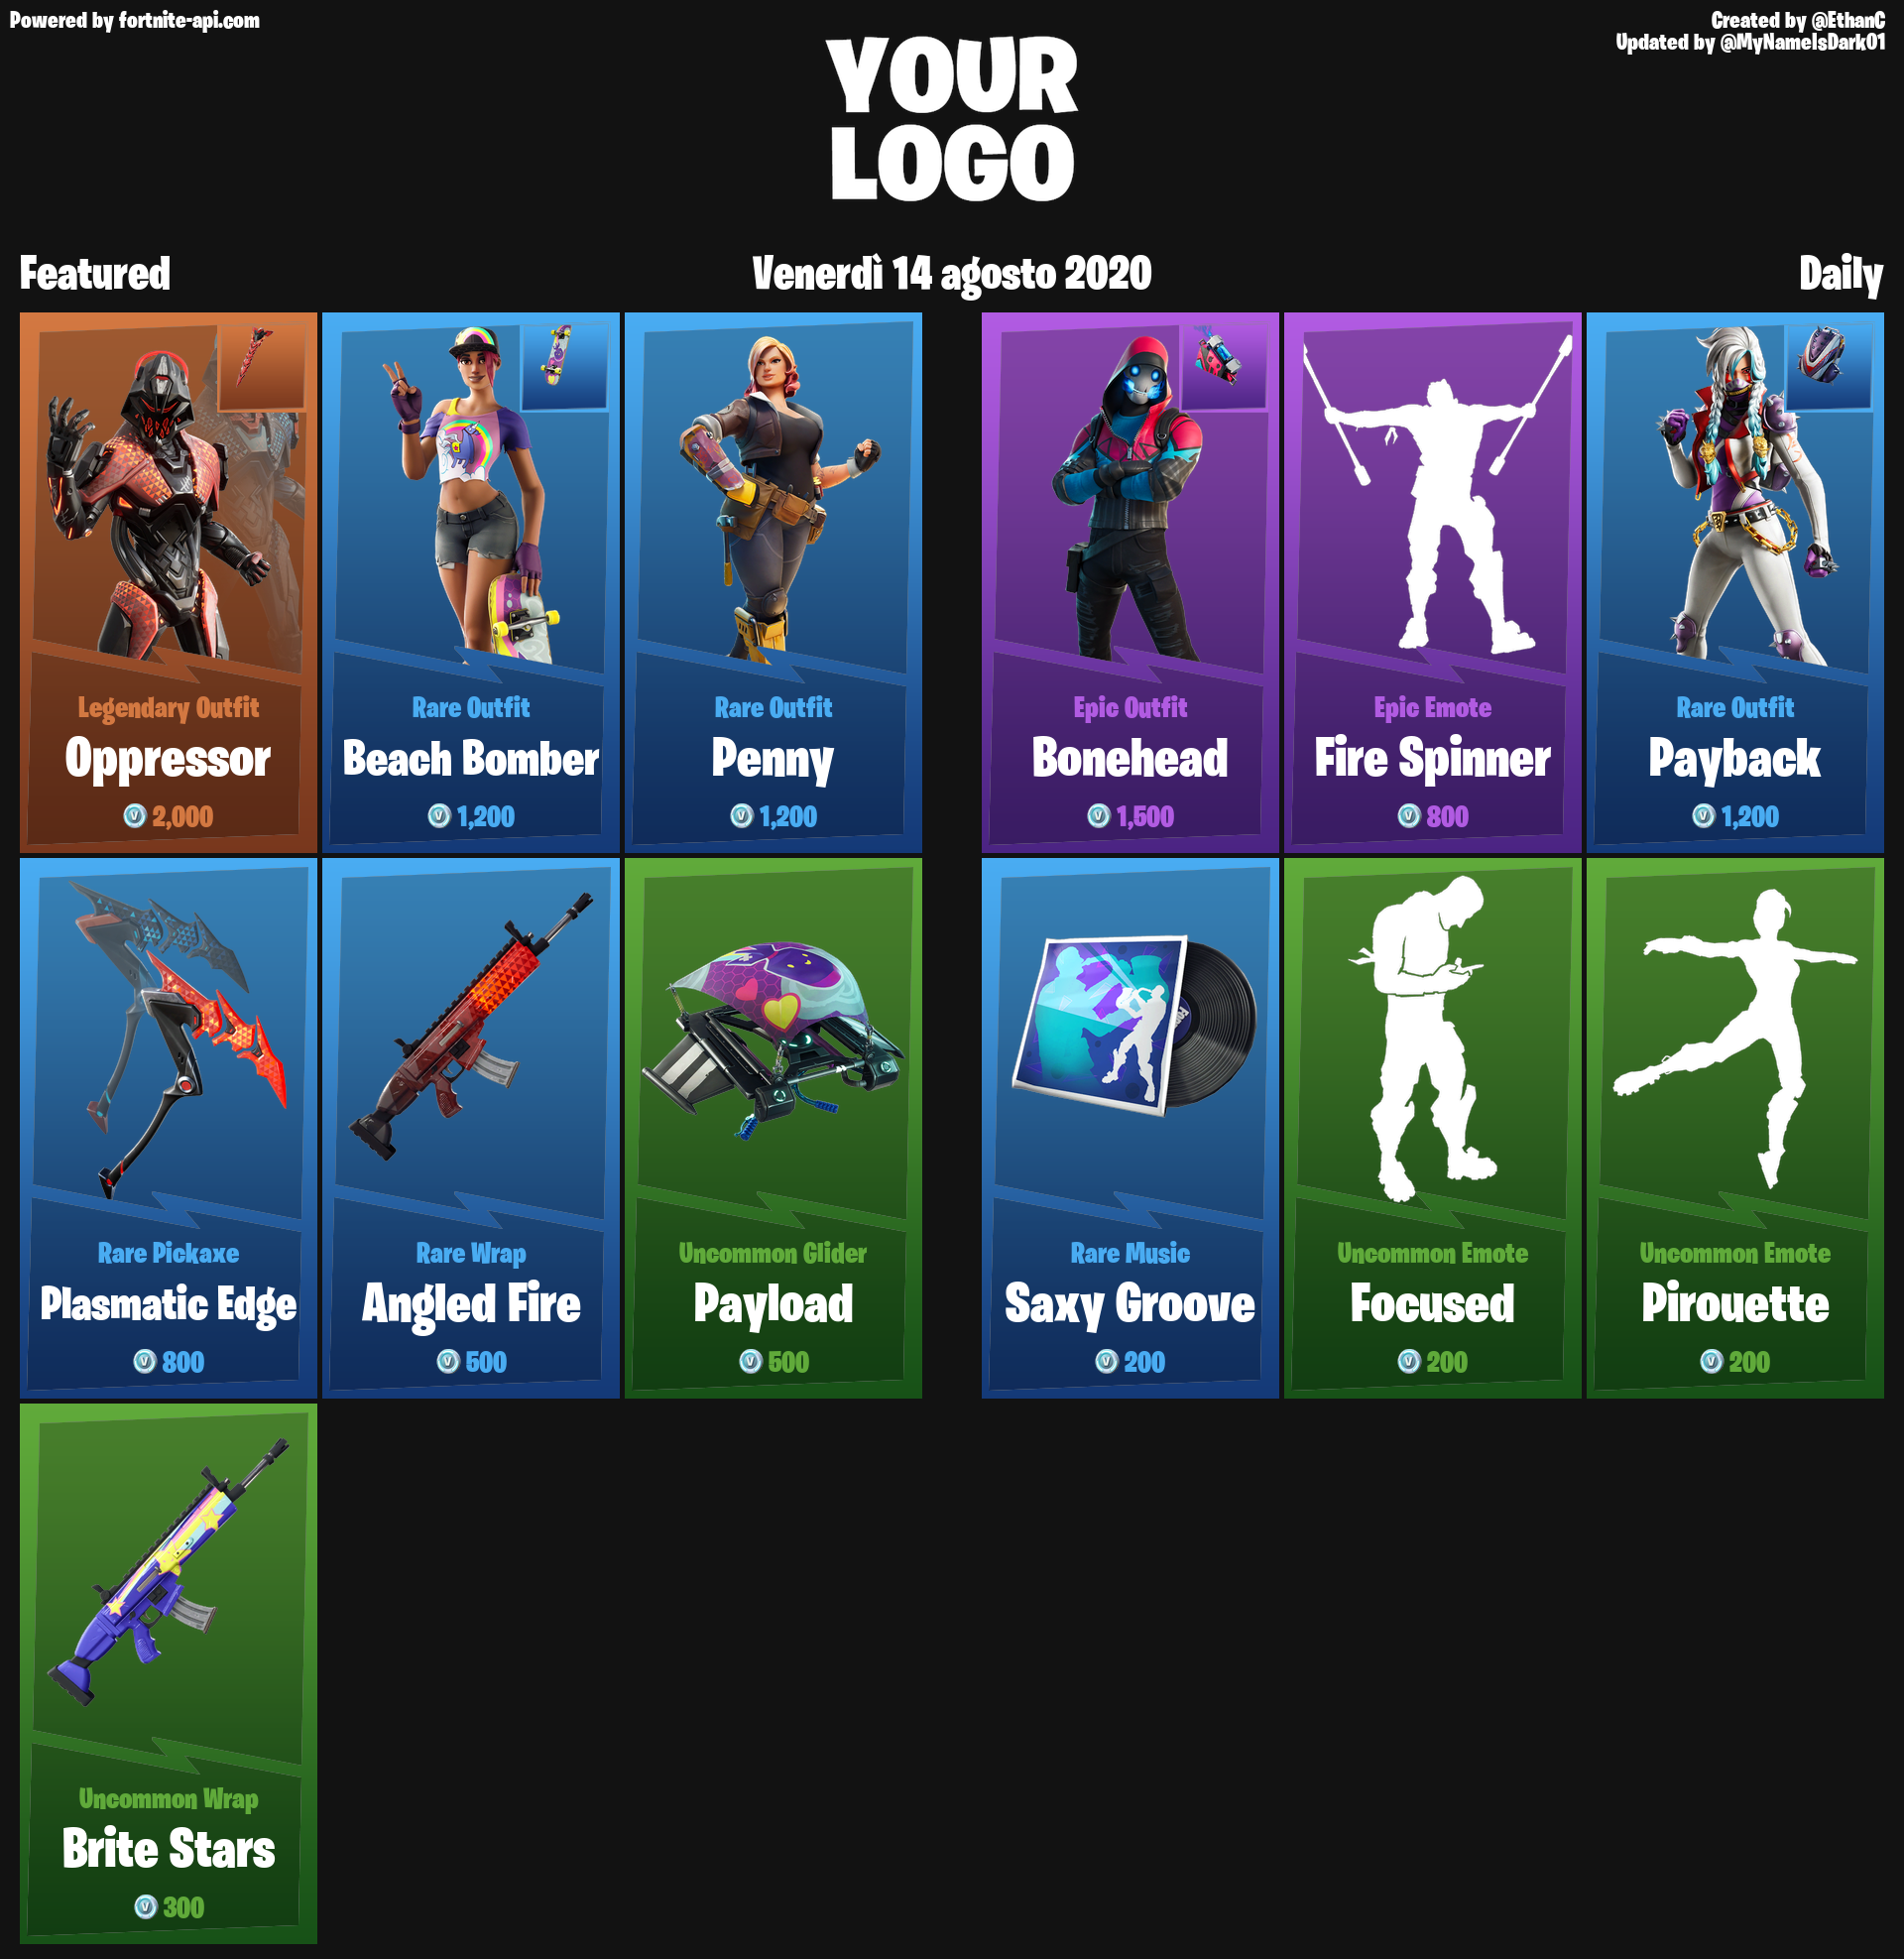 Powered by fortnite-api.com
Created by @EthanC
Updated by @MyNameIsDark01
YOUR
LOGO
Featured
Venerdì 14 agosto 2020
Daily
Legendary Outfit
Oppressor
2,000
Rare Outfit
Beach Bomber
1,200
Rare Outfit
Penny
1,200
Epic Outfit
Bonehead
1,500
Epic Emote
Fire Spinner
800
Rare Outfit
Payback
1,200
Rare Pickaxe
Plasmatic Edge
800
Rare Wrap
Angled Fire
500
Uncommon Glider
Payload
500
Rare Music
Saxy Groove
200
Uncommon Emote
Focused
200
Uncommon Emote
Pirouette
200
Uncommon Wrap
Brite Stars
300